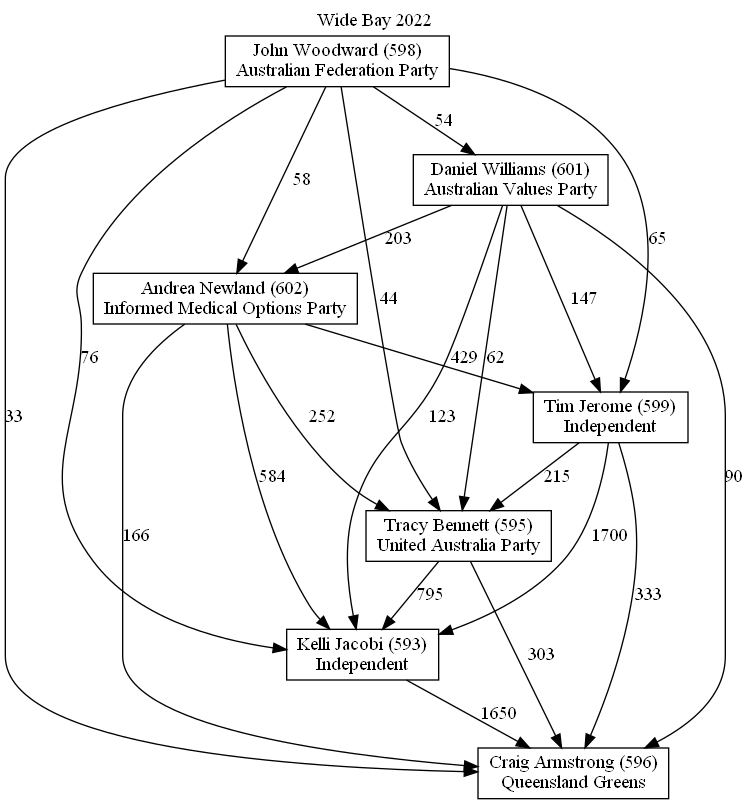 Wide Bay 2022
John Woodward (598)
Australian Federation Party
54
Daniel Williams (601)
Australian Values Party
58
203
65
Andrea Newland (602)
Informed Medical Options Party
44
147
76
429
62
33
252
123
Tim Jerome (599)
Independent
584
215
90
166
Tracy Bennett (595)
United Australia Party
1700
795
333
Kelli Jacobi (593)
Independent
303
1650
Craig Armstrong (596)
Queensland Greens